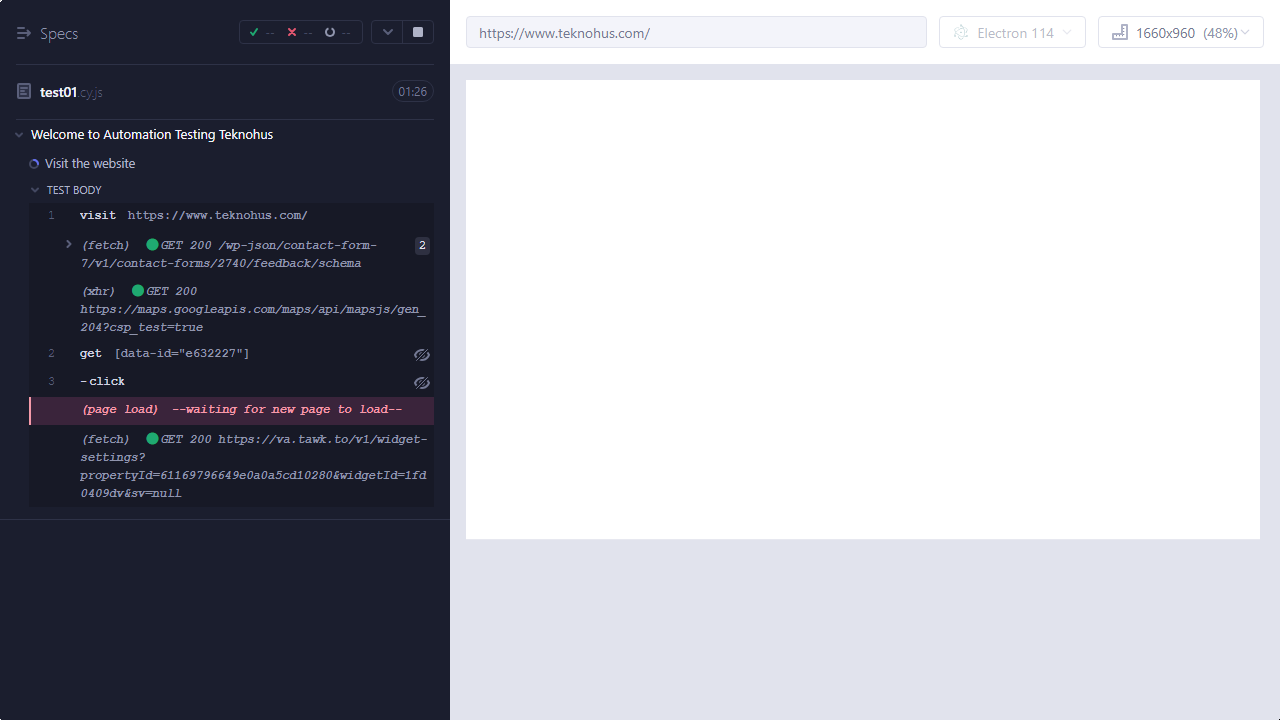 Specs
-- -- --
test01.cy.js
01:26
Welcome to Automation Testing Teknohus
Visit the website
TEST BODY
1 visit https://www.teknohus.com/
(fetch) GET 200 /wp-json/contact-form-
7/v1/contact-forms/2740/feedback/schema
2
(xhr) GET 200
https://maps.googleapis.com/maps/api/mapsjs/gen_
204?csp_test=true
2 get [data-id="e632227"]
3 -click
(page load) --waiting for new page to load--
(fetch) GET 200 https://va.tawk.to/v1/widget-
settings?
propertyId=61169796649e0a0a5cd10280&widgetId=1fd
0409dv&sv=null
https://www.teknohus.com/
Electron 114
1660x960 (48%)